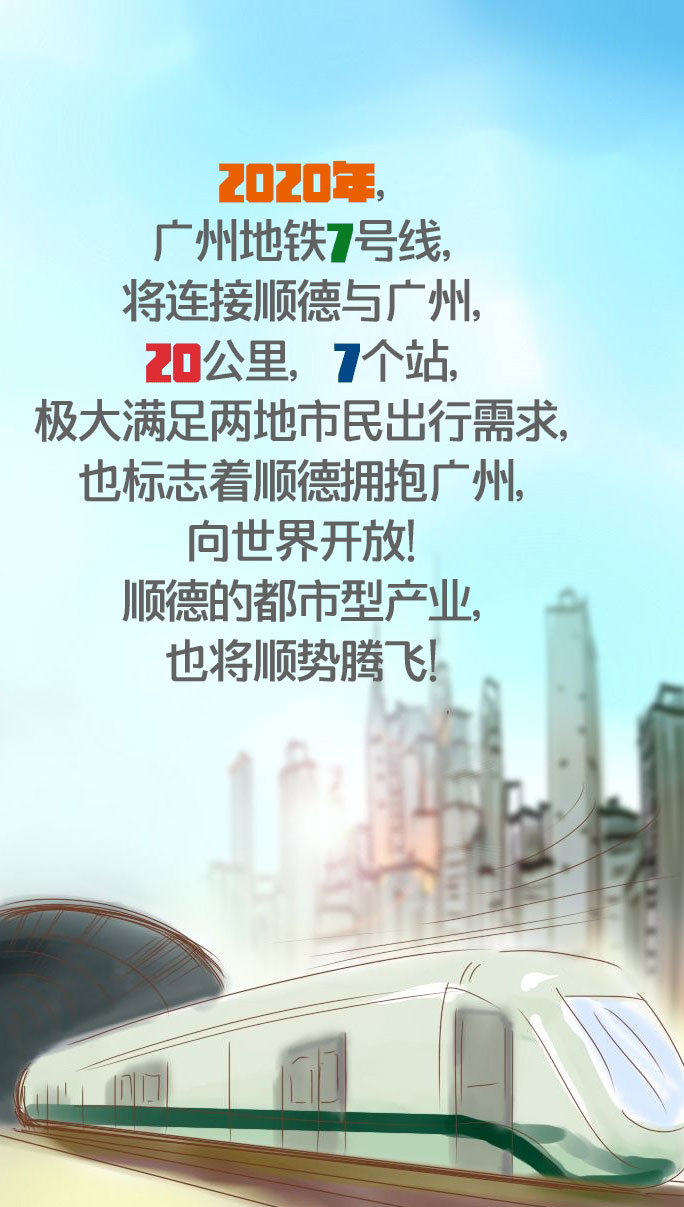 2020年,
广州地铁7号线,
将连接顺德与广州,
20公里, 7个站,
极大满足两地市民出行需求,
也标志着顺德拥抱广州,
向世界开放!
顺德的都市型产业,
也将顺势腾飞!